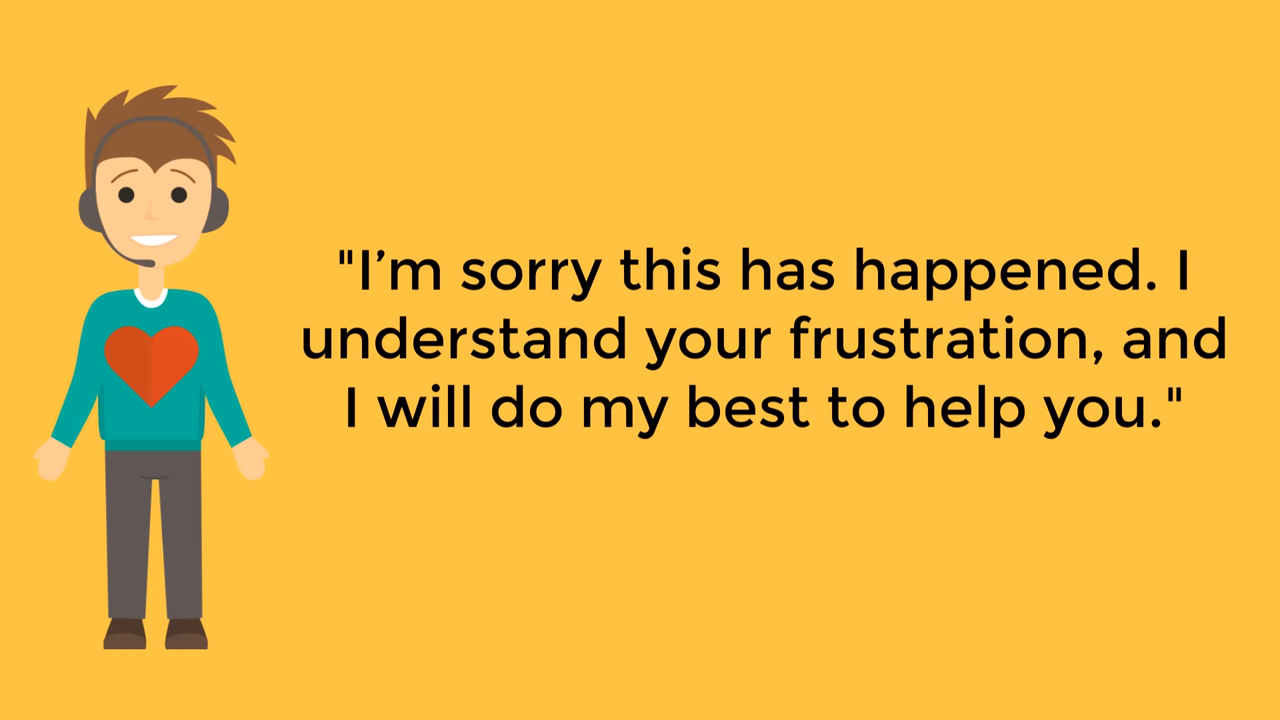 "I’m sorry this has happened. I
understand your frustration, and
I will do my best to help you."